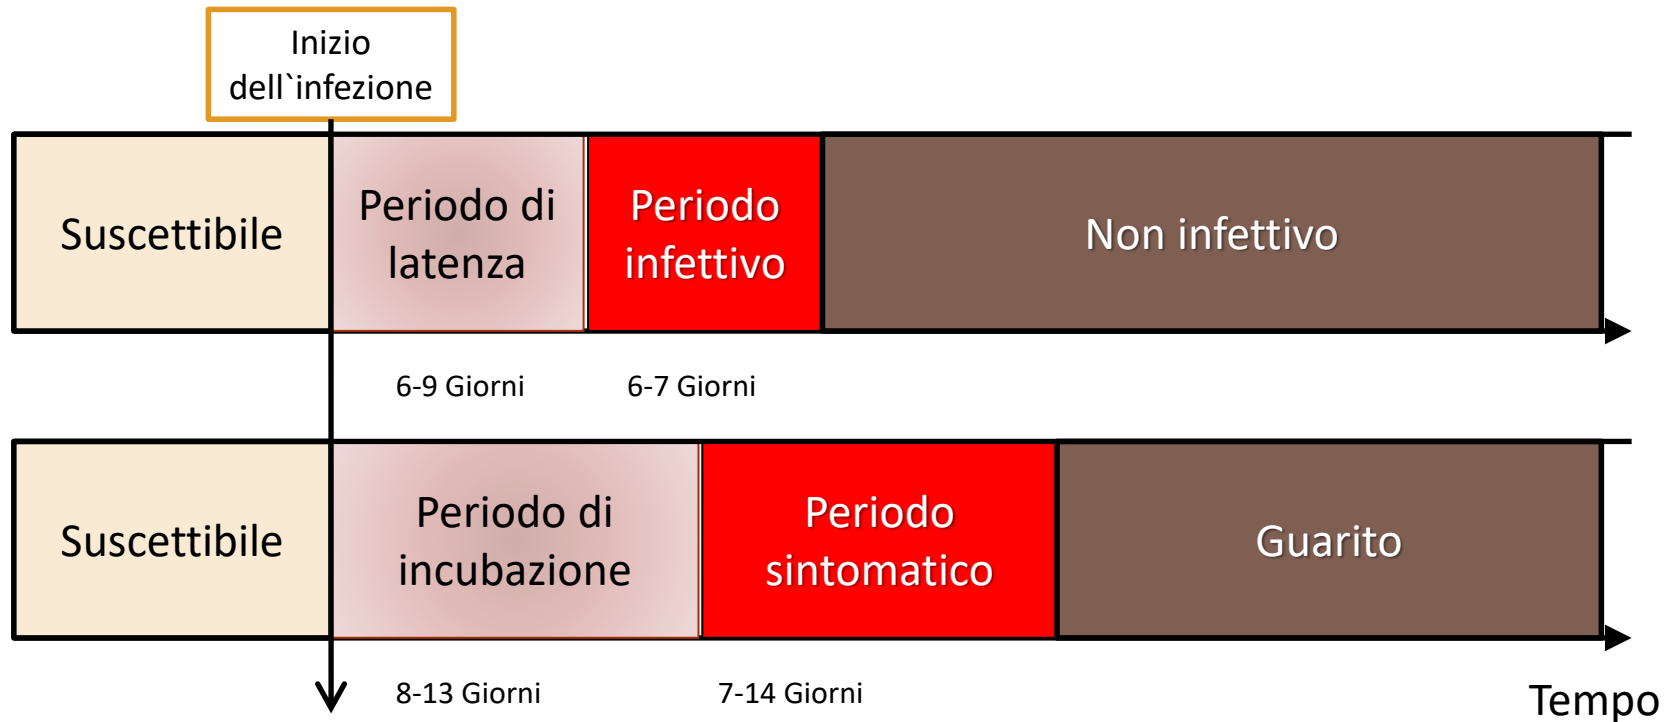 Inizio
dell`infezione
Suscettibile
Periodo di
latenza
Periodo
infettivo
Non infettivo
6-9 Giorni
6-7 Giorni
Suscettibile
Periodo di
incubazione
Periodo
sintomatico
Guarito
8-13 Giorni
7-14 Giorni
Tempo